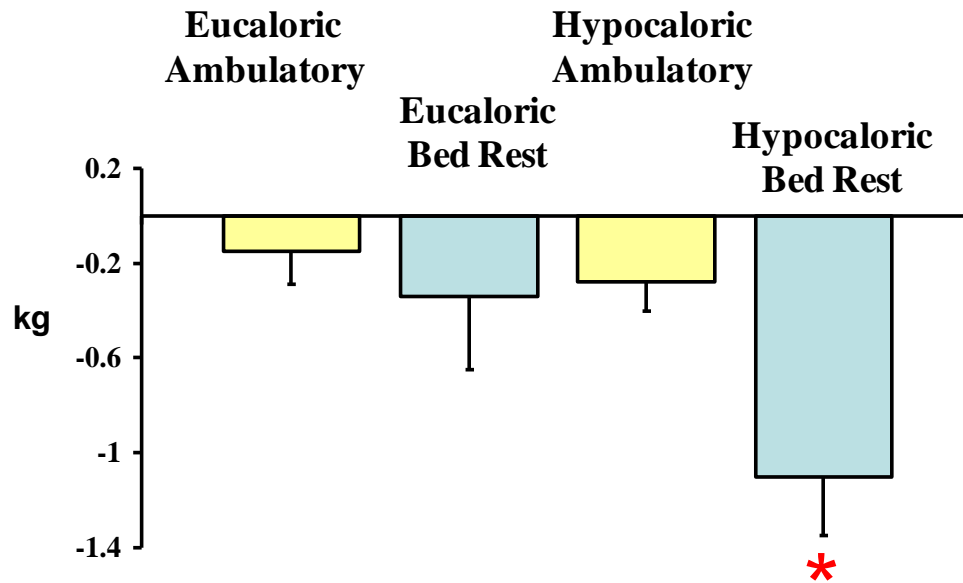 Eucaloric
Ambulatory
Hypocaloric
Ambulatory
Eucaloric
Bed Rest
Hypocaloric
Bed Rest
0.2
-0.2
kg
-0.6
-1
-1.4
*